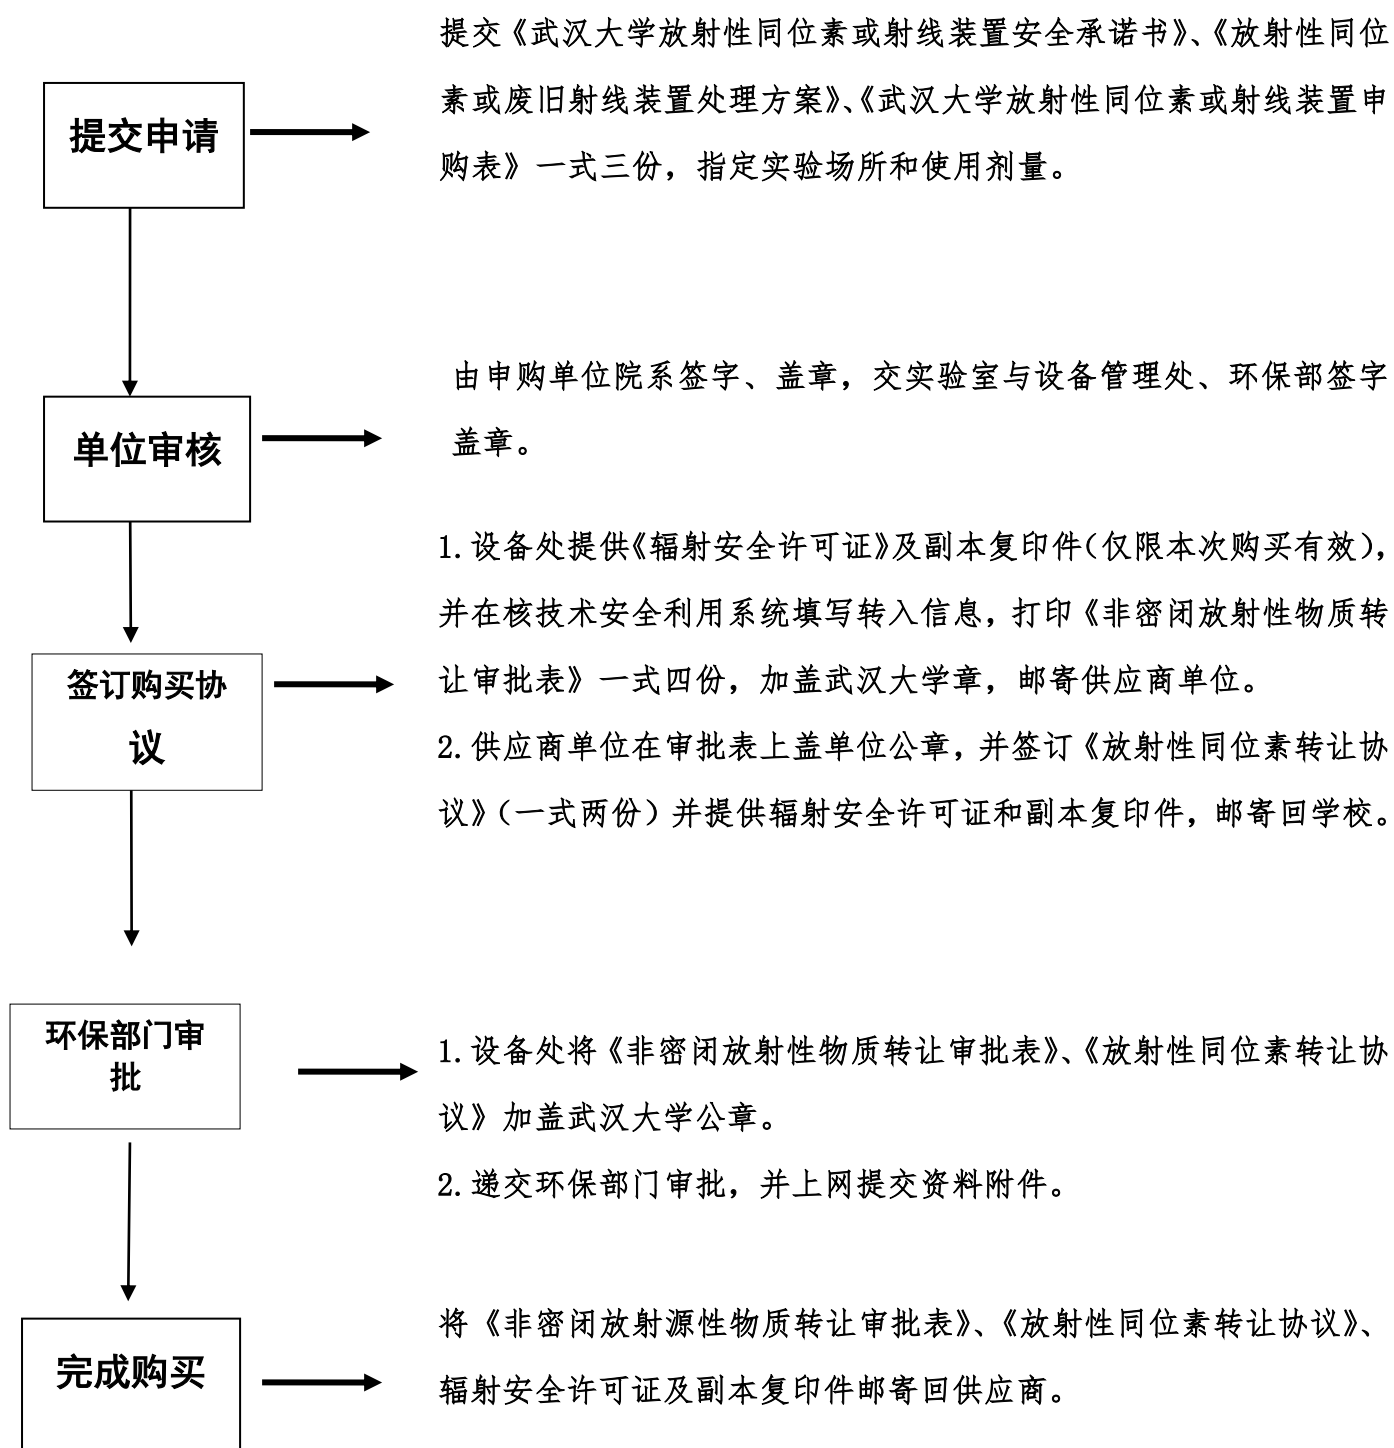 提交《武汉大学放射性同位素或射线装置安全承诺书》、《放射性同位
素或废旧射线装置处理方案》、《武汉大学放射性同位素或射线装置申
购表》一式三份，指定实验场所和使用剂量。
提交申请
由申购单位院系签字、盖章，交实验室与设备管理处、环保部签字
盖章。
单位审核
1.设备处提供《辐射安全许可证》及副本复印件（仅限本次购买有效），
并在核技术安全利用系统填写转入信息，打印《非密闭放射性物质转
让审批表》一式四份，加盖武汉大学章，邮寄供应商单位。
2.供应商单位在审批表上盖单位公章，并签订《放射性同位素转让协
议》（一式两份）并提供辐射安全许可证和副本复印件，邮寄回学校。
签订购买协
议
环保部门审
批
1.设备处将《非密闭放射性物质转让审批表》、《放射性同位素转让协
议》加盖武汉大学公章。
2.递交环保部门审批，并上网提交资料附件。
完成购买
将《非密闭放射源性物质转让审批表》、《放射性同位素转让协议》、
辐射安全许可证及副本复印件邮寄回供应商。